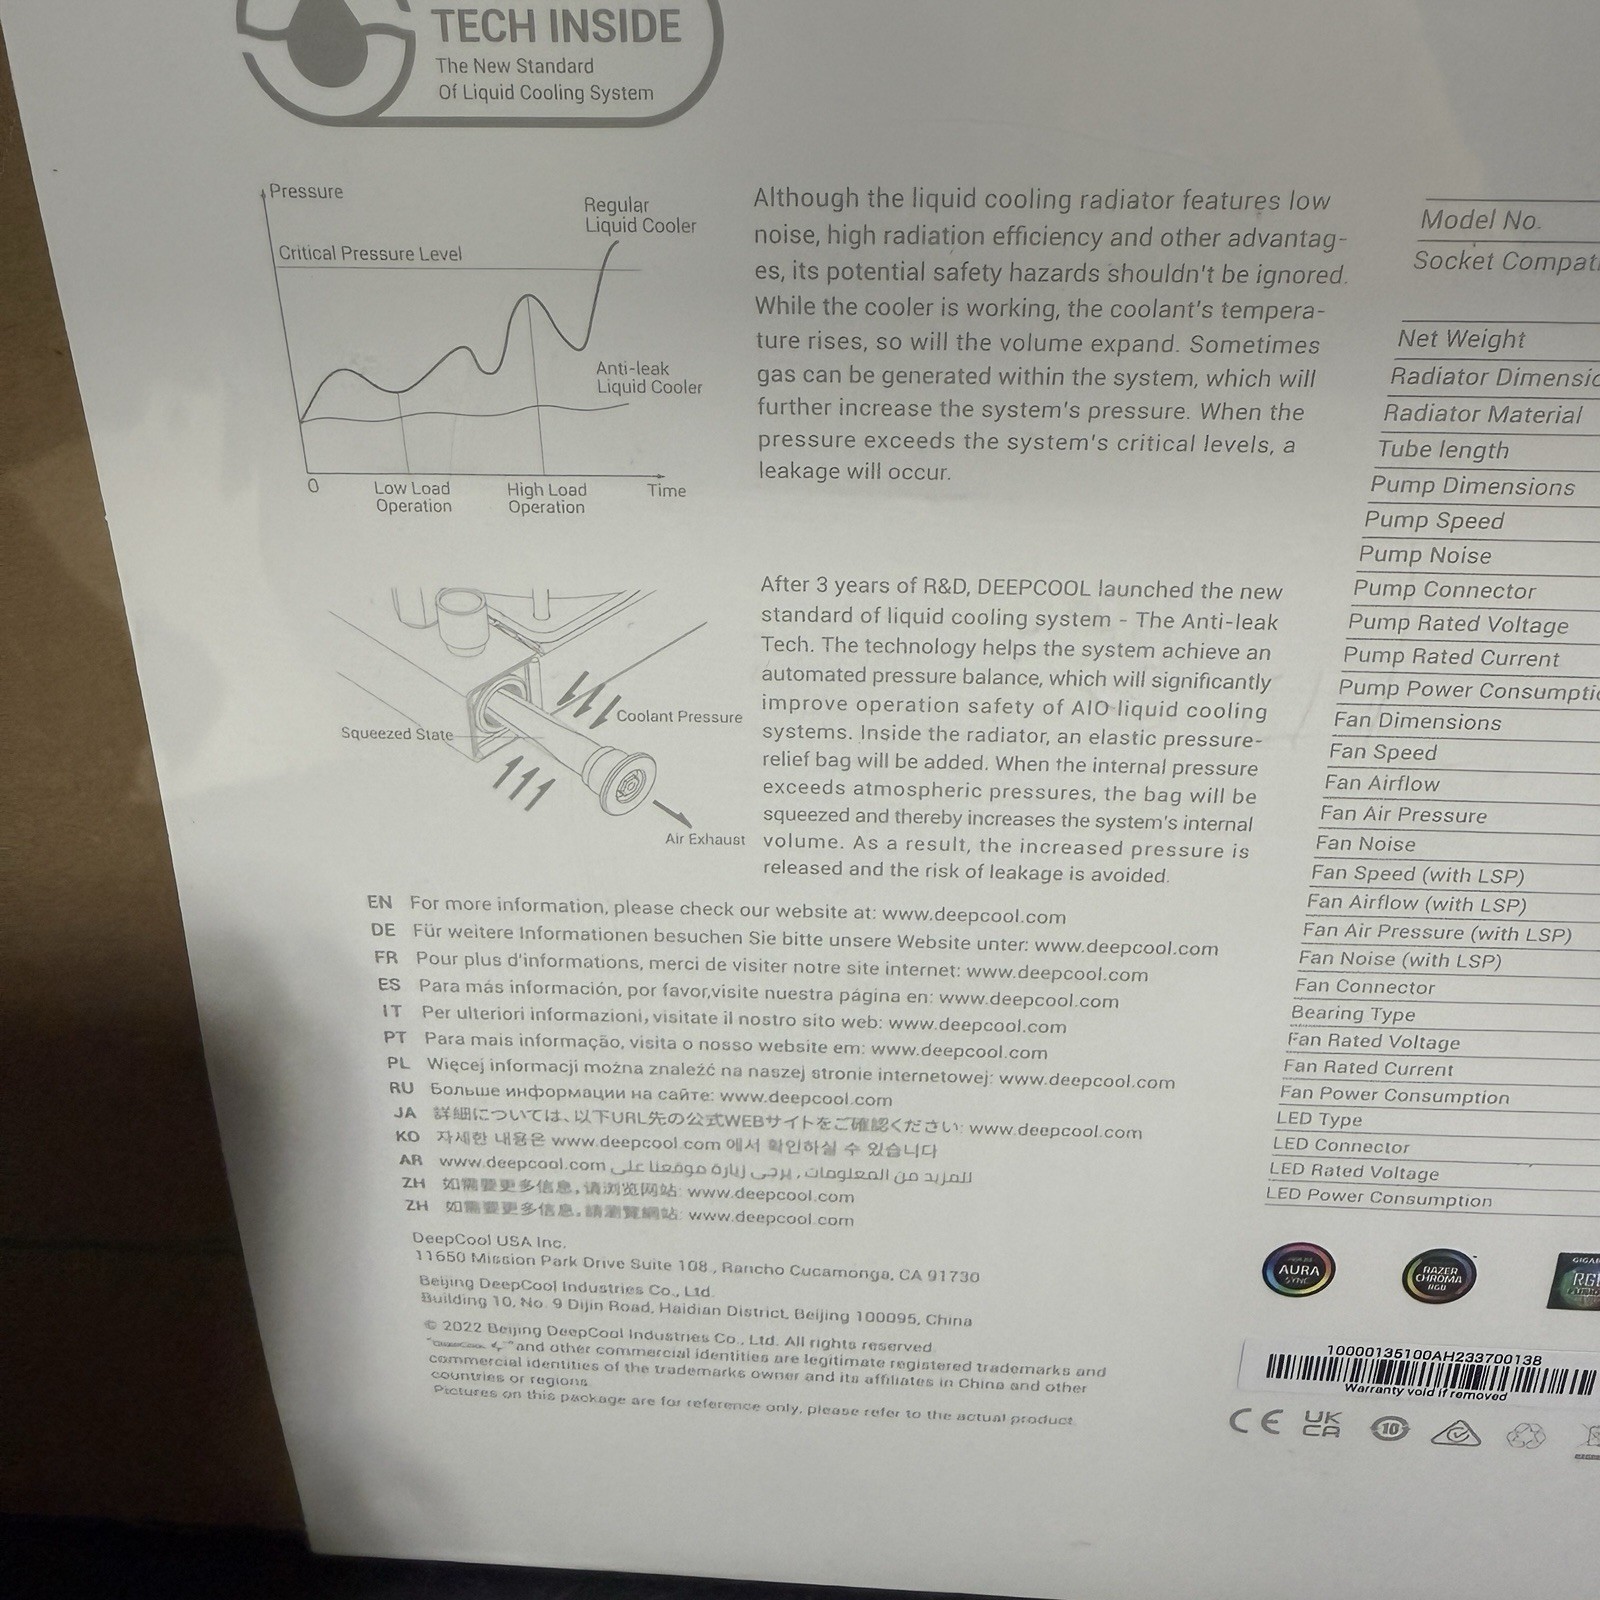 TECH INSIDE
The New Standard
Of Liquid Cooling System
Pressure
Regular
Liquid Cooler
Critical Pressure Level
Anti-leak
Liquid Cooler
0
Low Load
Operation
High Load
Operation
Time
Although the liquid cooling radiator features low
noise, high radiation efficiency and other advantag-
es, its potential safety hazards shouldn't be ignored.
While the cooler is working, the coolant's tempera-
ture rises, so will the volume expand. Sometimes
gas can be generated within the system, which will
further increase the system's pressure. When the
pressure exceeds the system's critical levels, a
leakage will occur.
Coolant Pressure
Squeezed State
Air Exhaust
After 3 years of R&D, DEEPCOOL launched the new
standard of liquid cooling system - The Anti-leak
Tech. The technology helps the system achieve an
automated pressure balance, which will significantly
improve operation safety of AIO liquid cooling
systems. Inside the radiator, an elastic pressure-
relief bag will be added. When the internal pressure
exceeds atmospheric pressures, the bag will be
squeezed and thereby increases the system's internal
volume. As a result, the increased pressure is
released and the risk of leakage is avoided.
EN For more information, please check our website at: www.deepcool.com
DE Für weitere Informationen besuchen Sie bitte unsere Website unter: www.deepcool.com
FR Pour plus d'informations, merci de visiter notre site internet: www.deepcool.com
ES Para más información, por favor,visite nuestra página en: www.deepcool.com
IT Per ulteriori informazioni, visitate il nostro sito web: www.deepcool.com
PT Para mais informação, visita o nosso website em: www.deepcool.com
PL Więcej informacji można znaleźć na naszej stronie internetowej: www.deepcool.com
RU Больше информации на сайте: www.deepcool.com
JA 詳細については、以下URL先の公式WEBサイトをご確認ください: www.deepcool.com
KO 자세한 내용은 www.deepcool.com 에서 확인하실 수 있습니다
AR للمزيد من المعلومات، يرجى زيارة موقعنا على www.deepcool.com
ZH 如需要更多信息,请浏览网站: www.deepcool.com
ZH 如需要更多信息,請瀏覽網站: www.deepcool.com
DeepCool USA Inc.
11650 Mission Park Drive Suite 108., Rancho Cucamonga, CA 91730
Beijing DeepCool Industries Co., Ltd.
Building 10, No. 9 Dijin Road, Haidian District, Beijing 100095, China
© 2022 Beijing DeepCool Industries Co., Ltd. All rights reserved.
and other commercial identities are legitimate registered trademarks and
commercial identities of the trademarks owner and its affiliates in China and other
countries or regions.
Pictures on this package are for reference only, please refer to the actual product.
Model No.
Socket Compati
Net Weight
Radiator Dimensio
Radiator Material
Tube length
Pump Dimensions
Pump Speed
Pump Noise
Pump Connector
Pump Rated Voltage
Pump Rated Current
Pump Power Consumptio
Fan Dimensions
Fan Speed
Fan Airflow
Fan Air Pressure
Fan Noise
Fan Speed (with LSP)
Fan Airflow (with LSP)
Fan Air Pressure (with LSP)
Fan Noise (with LSP)
Fan Connector
Bearing Type
Fan Rated Voltage
Fan Rated Current
Fan Power Consumption
LED Type
LED Connector
LED Rated Voltage
LED Power Consumption
AURA
SYNC
RAZER
CHROMA
RGB
10000135100AH23370013B
Warranty void if removed
CE
UK
CA
10